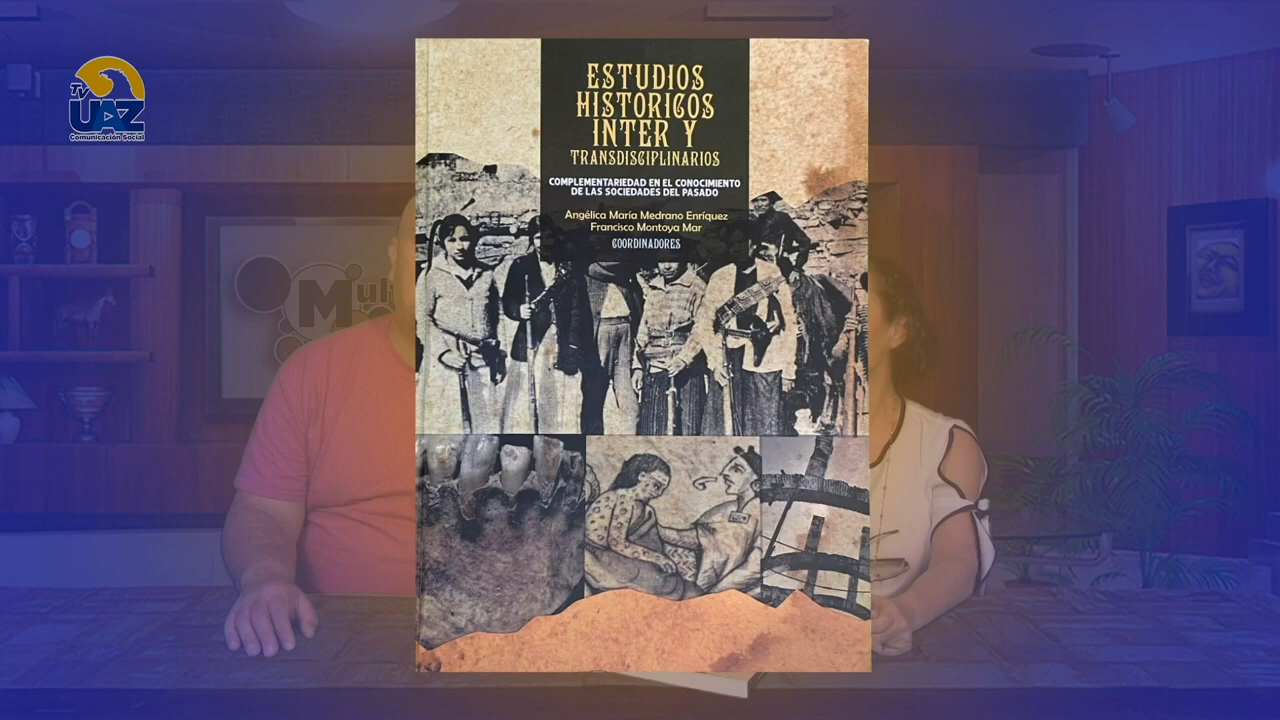 TV
UAZ
Comunicación Social
ESTUDIOS
HISTÓRICOS
INTER Y
TRANSDISCIPLINARIOS
COMPLEMENTARIEDAD EN EL CONOCIMIENTO
DE LAS SOCIEDADES DEL PASADO
Angélica María Medrano Enríquez
Francisco Montoya Mar
COORDINADORES